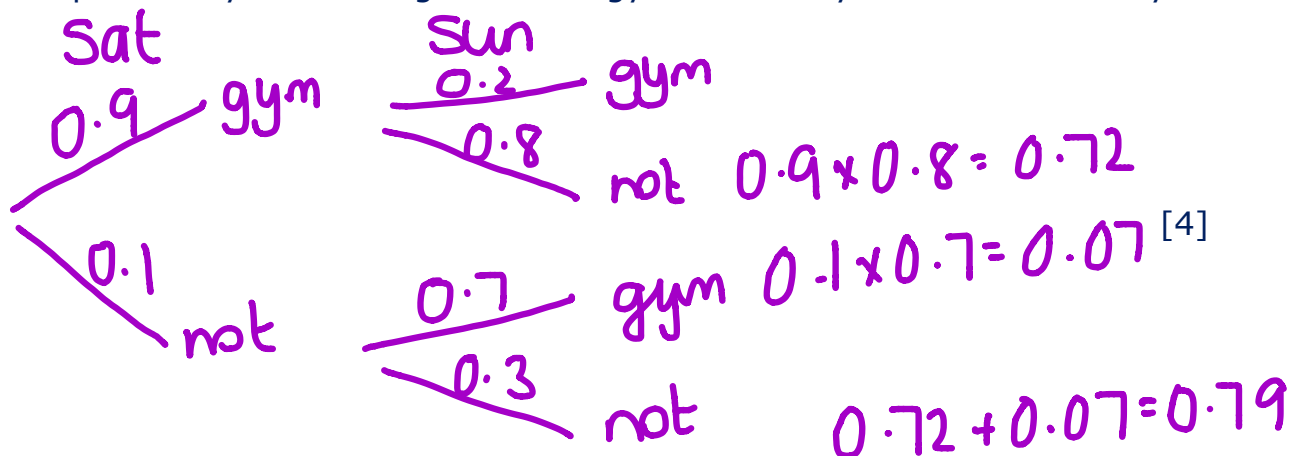 Sat Sun
0.9 gym 0.2 gym
0.8 not 0.9 x 0.8 = 0.72
[4]
0.1 not 0.7 gym 0.1 x 0.7 = 0.07
0.3 not
0.72 + 0.07 = 0.79